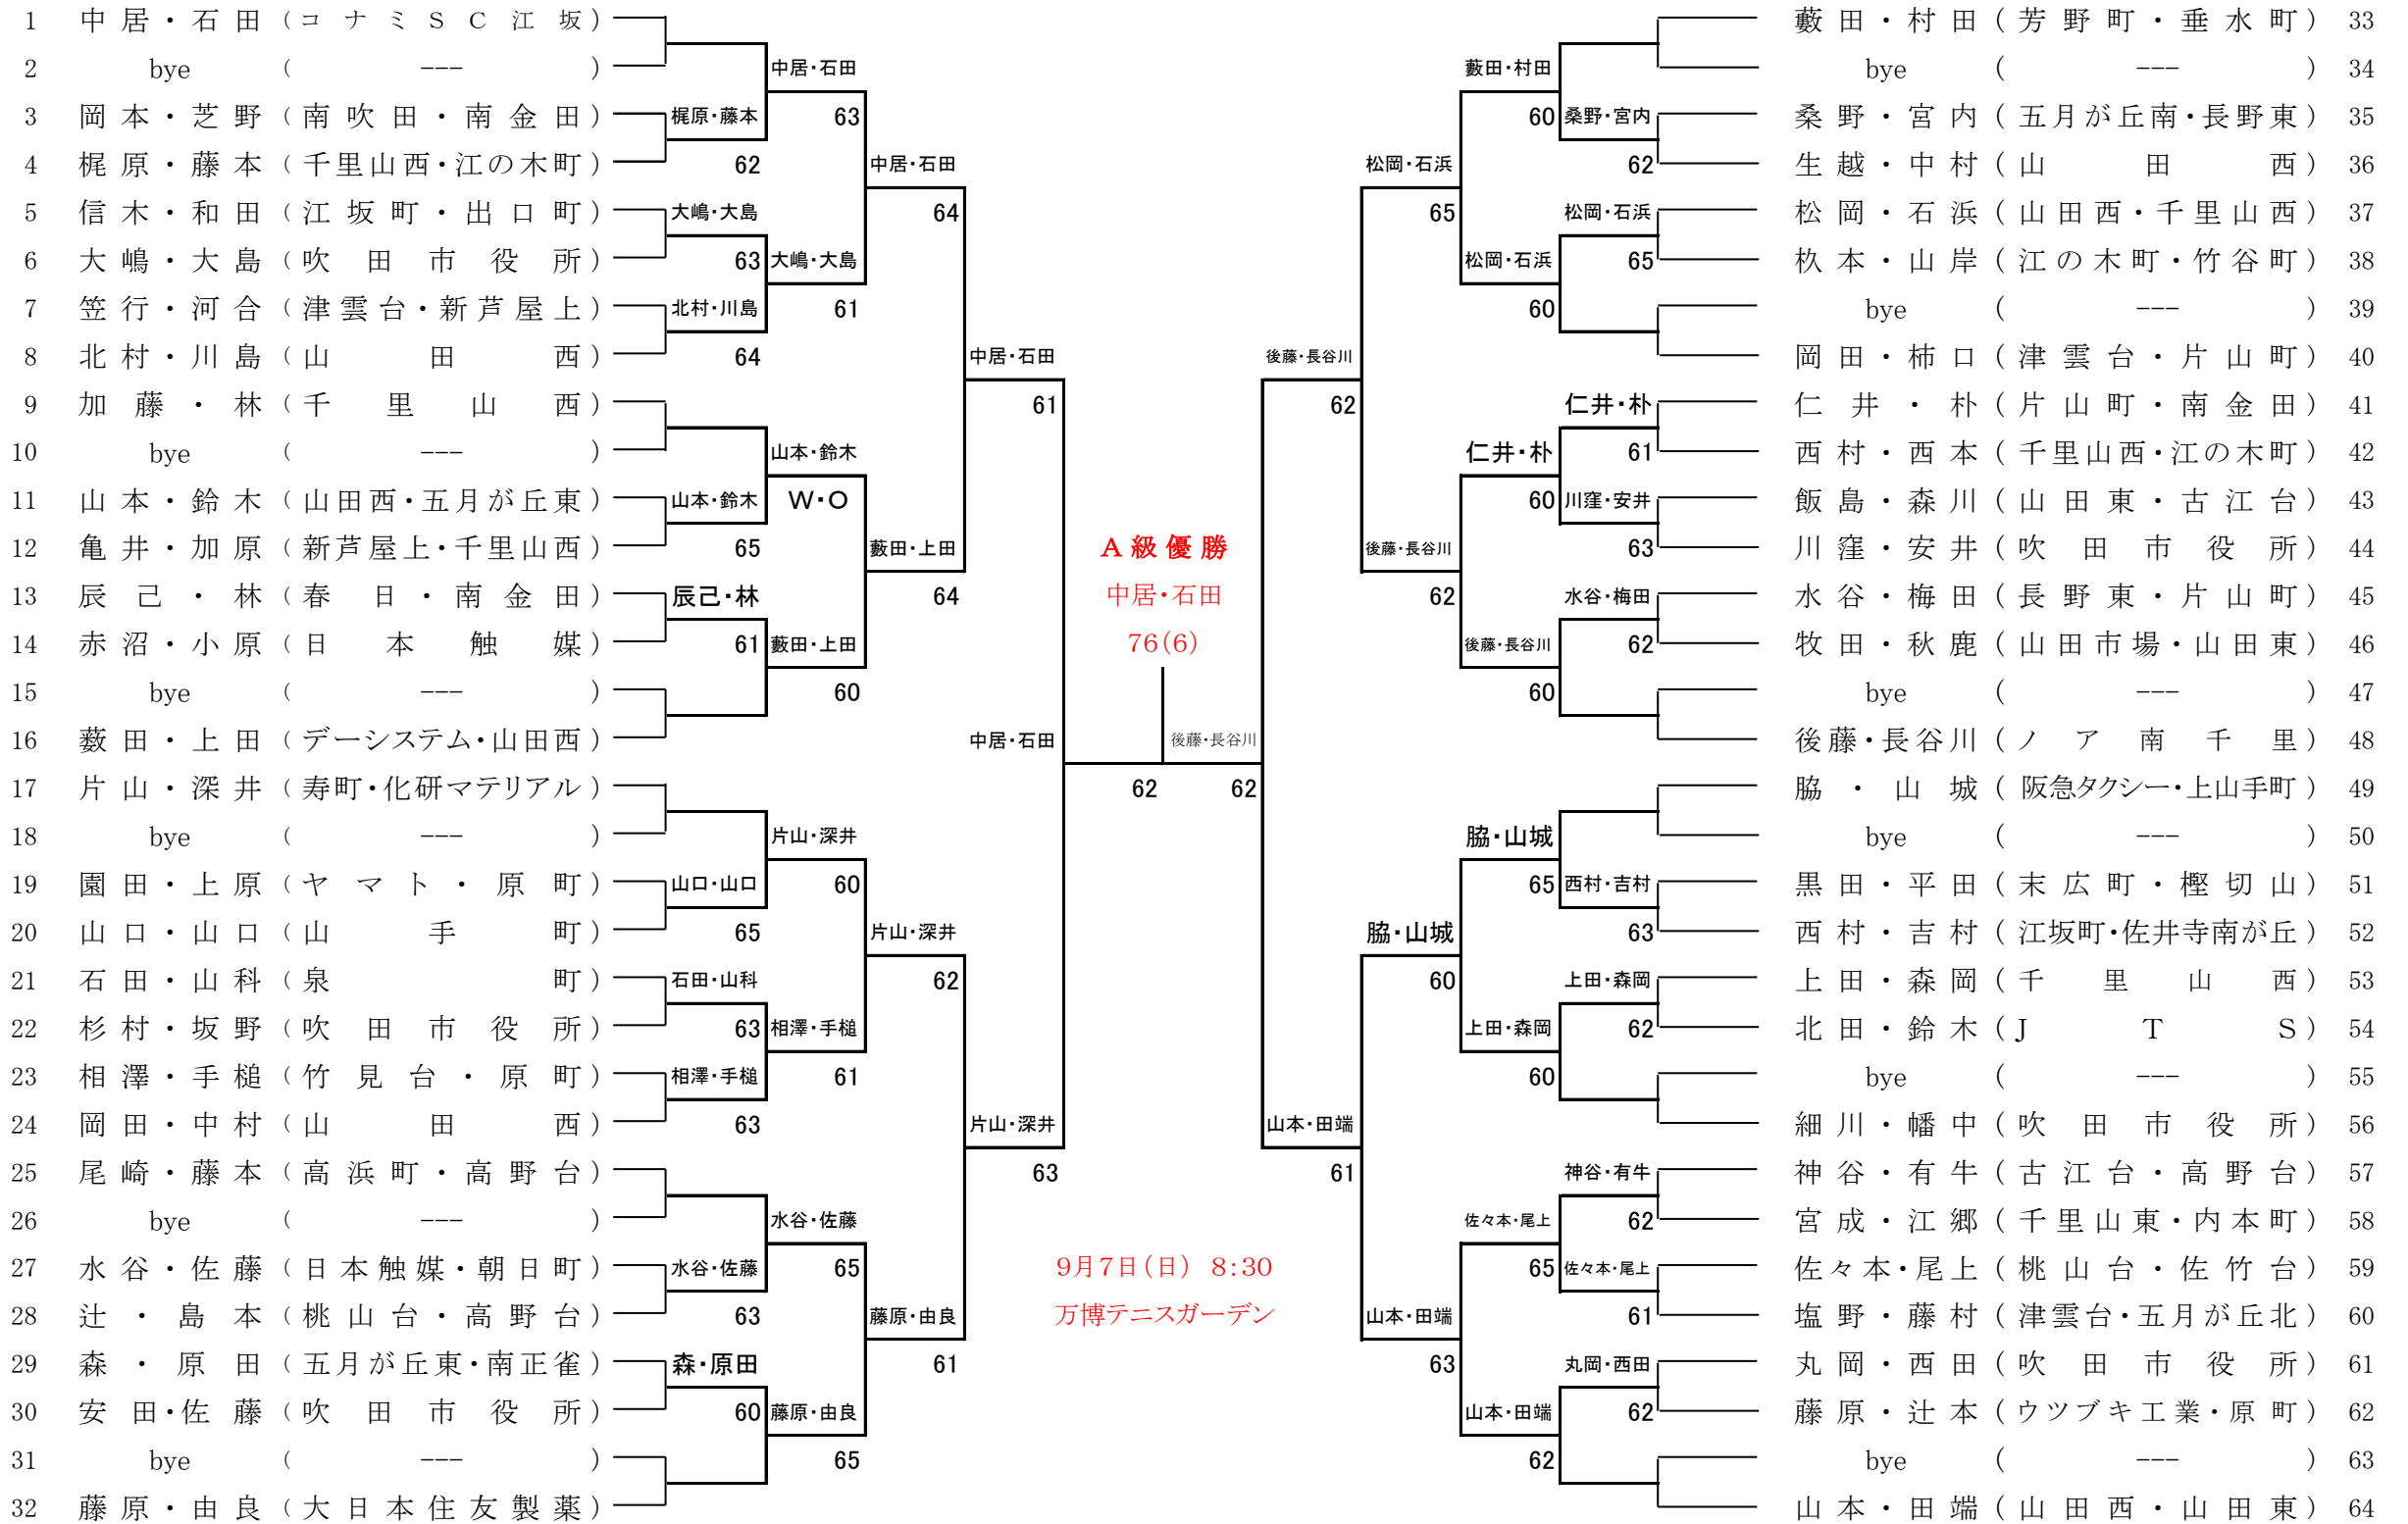 1 中居・石田 (コナミSC江坂)
2 bye ( --- )
3 岡本・芝野 (南吹田・南金田)
4 梶原・藤本 (千里山西・江の木町)
5 信木・和田 (江坂町・出口町)
6 大嶋・大島 (吹田市役所)
7 笠行・河合 (津雲台・新芦屋上)
8 北村・川島 (山田西)
9 加藤・林 (千里山西)
10 bye ( --- )
11 山本・鈴木 (山田西・五月が丘東)
12 亀井・加原 (新芦屋上・千里山西)
13 辰己・林 (春日・南金田)
14 赤沼・小原 (日本触媒)
15 bye ( --- )
16 薮田・上田 (デーシステム・山田西)
17 片山・深井 (寿町・化研マテリアル)
18 bye ( --- )
19 園田・上原 (ヤマト・原町)
20 山口・山口 (山手町)
21 石田・山科 (泉町)
22 杉村・坂野 (吹田市役所)
23 相澤・手槌 (竹見台・原町)
24 岡田・中村 (山田西)
25 尾崎・藤本 (高浜町・高野台)
26 bye ( --- )
27 水谷・佐藤 (日本触媒・朝日町)
28 辻・島本 (桃山台・高野台)
29 森・原田 (五月が丘東・南正雀)
30 安田・佐藤 (吹田市役所)
31 bye ( --- )
32 藤原・由良 (大日本住友製薬)
梶原・藤本
62
大嶋・大島
63
北村・川島
64
山本・鈴木
65
辰己・林
61
山口・山口
65
石田・山科
63
相澤・手槌
63
水谷・佐藤
63
森・原田
60
中居・石田
63
大嶋・大島
61
山本・鈴木
W・O
藪田・上田
60
片山・深井
60
相澤・手槌
61
水谷・佐藤
65
藤原・由良
65
中居・石田
64
藪田・上田
64
片山・深井
62
藤原・由良
61
中居・石田
61
片山・深井
63
中居・石田
62
A級優勝
中居・石田
76(6)
9月7日(日) 8:30
万博テニスガーデン
後藤・長谷川
62
後藤・長谷川
62
山本・田端
61
松岡・石浜
65
後藤・長谷川
62
脇・山城
60
山本・田端
63
藪田・村田
60
松岡・石浜
60
仁井・朴
60
後藤・長谷川
60
脇・山城
65
上田・森岡
60
佐々本・尾上
65
山本・田端
62
桑野・宮内
62
松岡・石浜
65
仁井・朴
61
川窪・安井
63
水谷・梅田
62
西村・吉村
63
上田・森岡
62
神谷・有牛
62
佐々本・尾上
61
丸岡・西田
62
藪田・村田 (芳野町・垂水町) 33
bye ( --- ) 34
桑野・宮内 (五月が丘南・長野東) 35
生越・中村 (山田西) 36
松岡・石浜 (山田西・千里山西) 37
杦本・山岸 (江の木町・竹谷町) 38
bye ( --- ) 39
岡田・柿口 (津雲台・片山町) 40
仁井・朴 (片山町・南金田) 41
西村・西本 (千里山西・江の木町) 42
飯島・森川 (山田東・古江台) 43
川窪・安井 (吹田市役所) 44
水谷・梅田 (長野東・片山町) 45
牧田・秋鹿 (山田市場・山田東) 46
bye ( --- ) 47
後藤・長谷川 (ノア南千里) 48
脇・山城 (阪急タクシー・上山手町) 49
bye ( --- ) 50
黒田・平田 (末広町・樫切山) 51
西村・吉村 (江坂町・佐井寺南が丘) 52
上田・森岡 (千里山西) 53
北田・鈴木 (JTS) 54
bye ( --- ) 55
細川・幡中 (吹田市役所) 56
神谷・有牛 (古江台・高野台) 57
宮成・江郷 (千里山東・内本町) 58
佐々本・尾上 (桃山台・佐竹台) 59
塩野・藤村 (津雲台・五月が丘北) 60
丸岡・西田 (吹田市役所) 61
藤原・辻本 (ウツブキ工業・原町) 62
bye ( --- ) 63
山本・田端 (山田西・山田東) 64